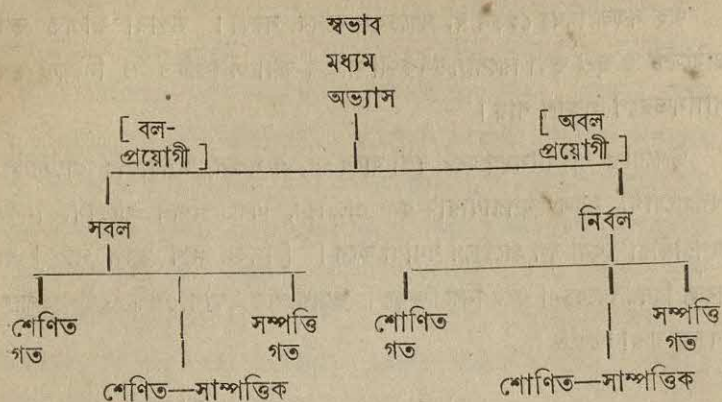 স্বভাব
মধ্যম
অভ্যাস
[ বল-
প্রয়োগী ]
[ অবল
প্রয়োগী ]
সবল
নির্বল
শেণিত
গত
সম্পত্তি
গত
শোণিত
গত
সম্পত্তি
গত
শেণিত—সাম্পত্তিক
শোণিত—সাম্পত্তিক